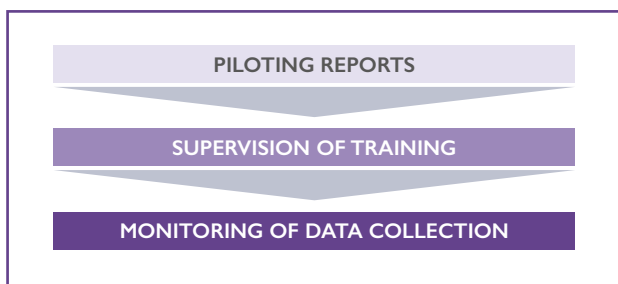 PILOTING REPORTS
SUPERVISION OF TRAINING
MONITORING OF DATA COLLECTION